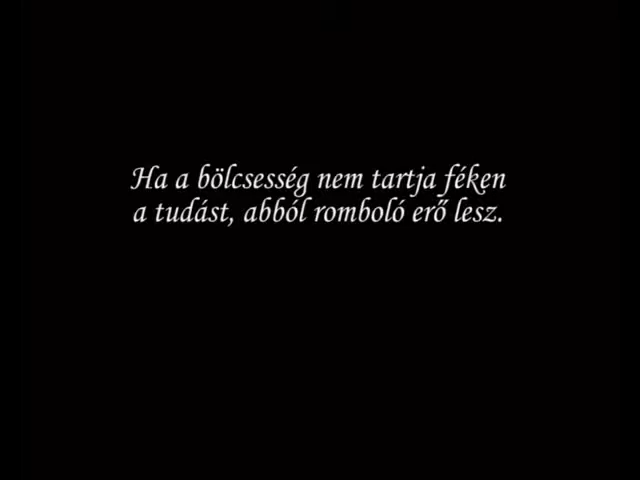 Ha a bölcsesség nem tartja féken
a tudást, abból romboló erő lesz.